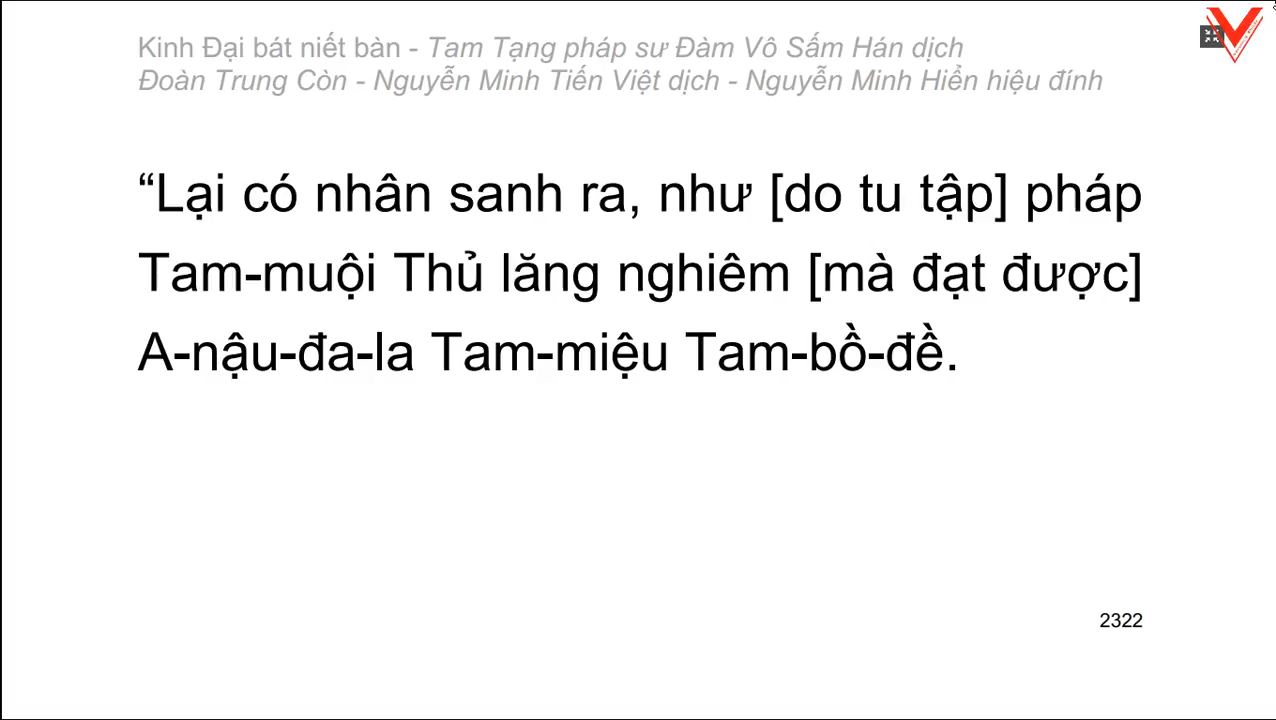 Kinh Đại bát niết bàn - Tam Tạng pháp sư Đàm Vô Sấm Hán dịch
Đoàn Trung Còn - Nguyễn Minh Tiến Việt dịch - Nguyễn Minh Hiển hiệu đính
“Lại có nhân sanh ra, như [do tu tập] pháp
Tam-muội Thủ lăng nghiêm [mà đạt được]
A-nậu-đa-la Tam-miệu Tam-bồ-đề.
2322